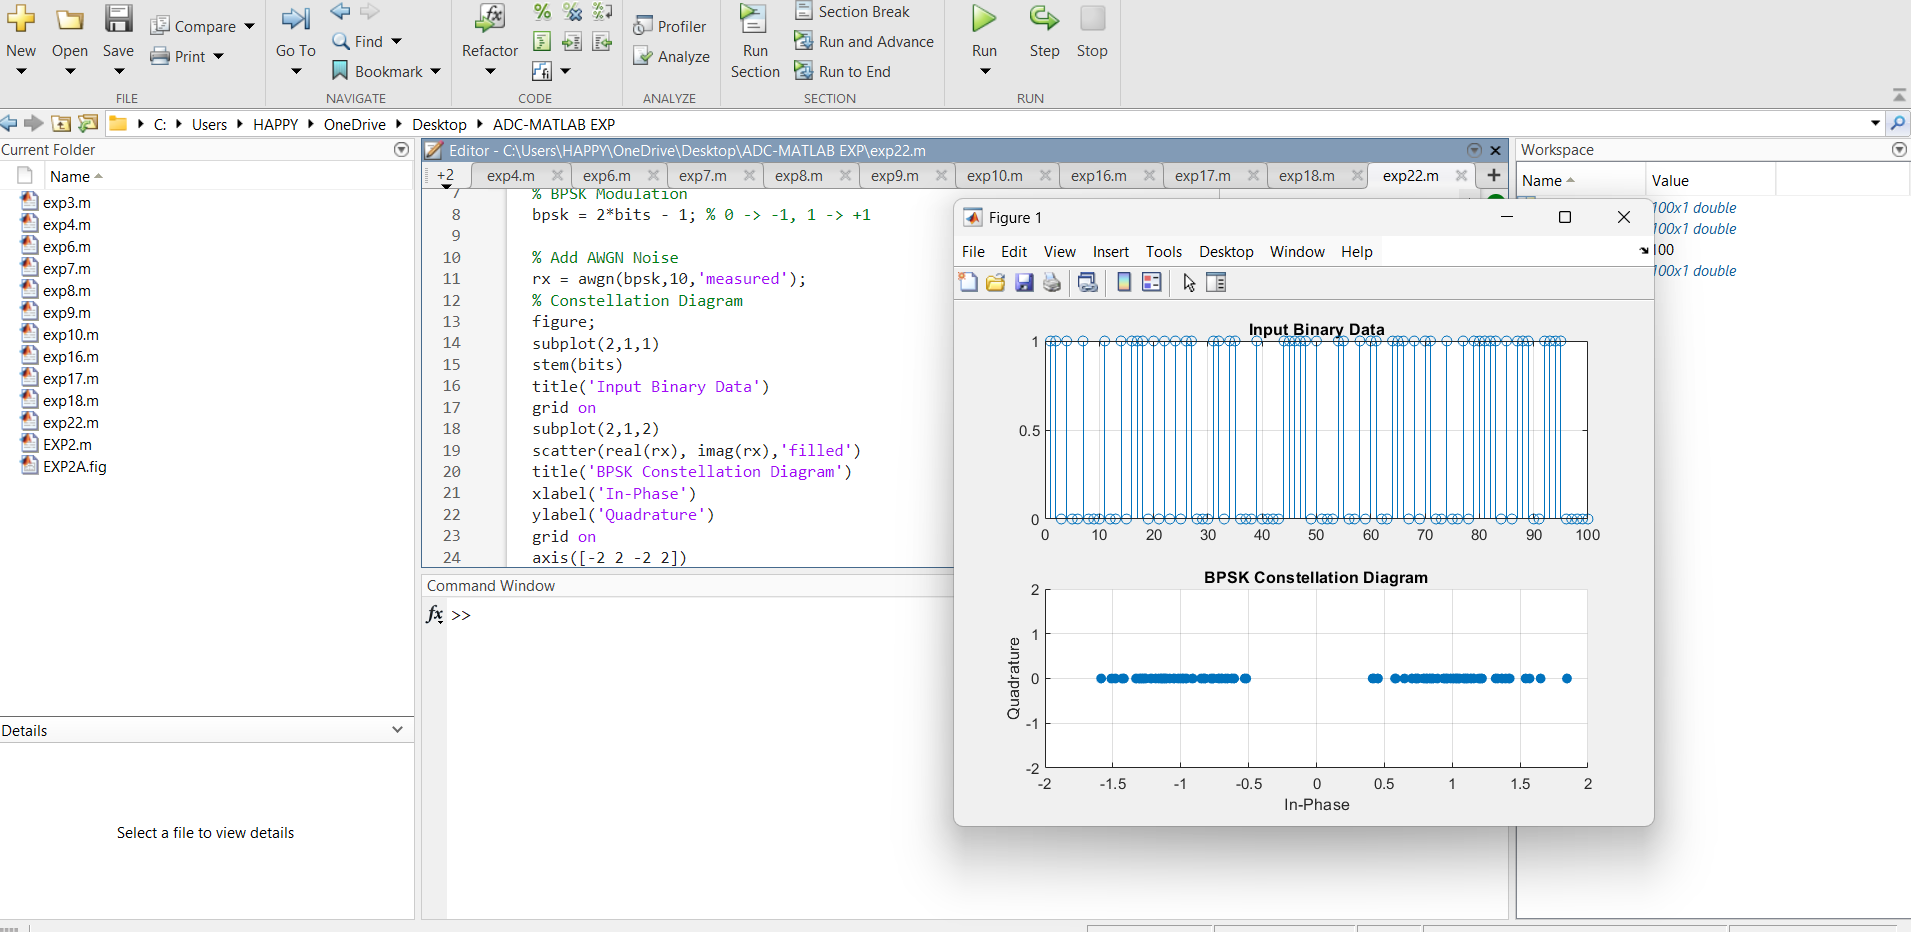 New
Open
Save
Compare
Print
FILE
Go To
Find
Bookmark
NAVIGATE
Refactor
CODE
Profiler
Analyze
ANALYZE
Run
Section
Section Break
Run and Advance
Run to End
SECTION
Run
Step
Stop
RUN
C: Users HAPPY OneDrive Desktop ADC-MATLAB EXP
Current Folder
Name
exp3.m
exp4.m
exp6.m
exp7.m
exp8.m
exp9.m
exp10.m
exp16.m
exp17.m
exp18.m
exp22.m
EXP2.m
EXP2A.fig
Details
Select a file to view details
Editor - C:\Users\HAPPY\OneDrive\Desktop\ADC-MATLAB EXP\exp22.m
+2 exp4.m exp6.m exp7.m exp8.m exp9.m exp10.m exp16.m exp17.m exp18.m exp22.m
7 % BPSK Modulation
8 bpsk = 2*bits - 1; % 0 -> -1, 1 -> +1
9
10 % Add AWGN Noise
11 rx = awgn(bpsk,10,'measured');
12 % Constellation Diagram
13 figure;
14 subplot(2,1,1)
15 stem(bits)
16 title('Input Binary Data')
17 grid on
18 subplot(2,1,2)
19 scatter(real(rx), imag(rx),'filled')
20 title('BPSK Constellation Diagram')
21 xlabel('In-Phase')
22 ylabel('Quadrature')
23 grid on
24 axis([-2 2 -2 2])
Command Window
fx >>
Workspace
Name Value
100x1 double
100x1 double
100
100x1 double
Figure 1
File Edit View Insert Tools Desktop Window Help
Input Binary Data
1
0.5
0
0 10 20 30 40 50 60 70 80 90 100
BPSK Constellation Diagram
Quadrature
2
1
0
-1
-2
-2 -1.5 -1 -0.5 0 0.5 1 1.5 2
In-Phase